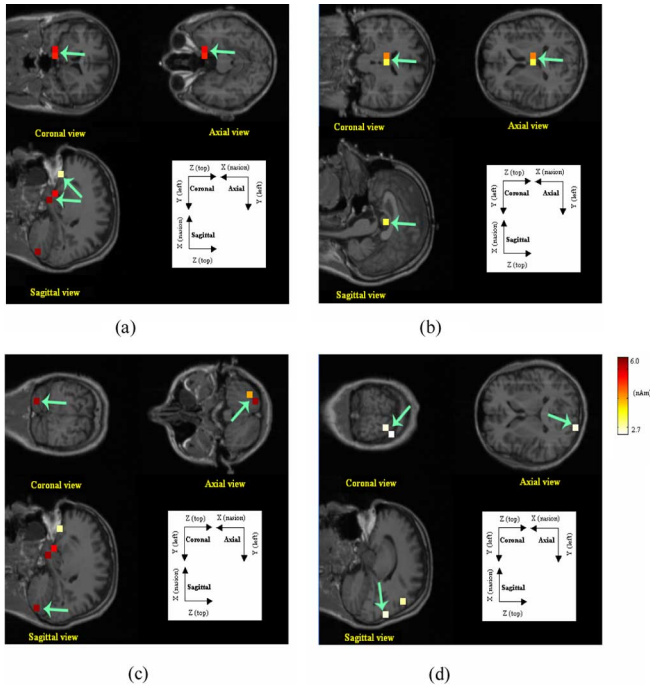 Coronal view
Axial view
Z (top) X (nasion)
Y (left) Coronal Axial Y (left)
X (nasion) Sagittal
Z (top)
Sagittal view
(a)
Coronal view
Axial view
Z (top) X (nasion)
Y (left) Coronal Axial Y (left)
X (nasion) Sagittal
Z (top)
Sagittal view
(b)
Coronal view
Axial view
Z (top) X (nasion)
Y (left) Coronal Axial Y (left)
X (nasion) Sagittal
Z (top)
Sagittal view
(c)
Coronal view
Axial view
Z (top) X (nasion)
Y (left) Coronal Axial Y (left)
X (nasion) Sagittal
Z (top)
Sagittal view
(d)
6.0
(nAm)
2.7